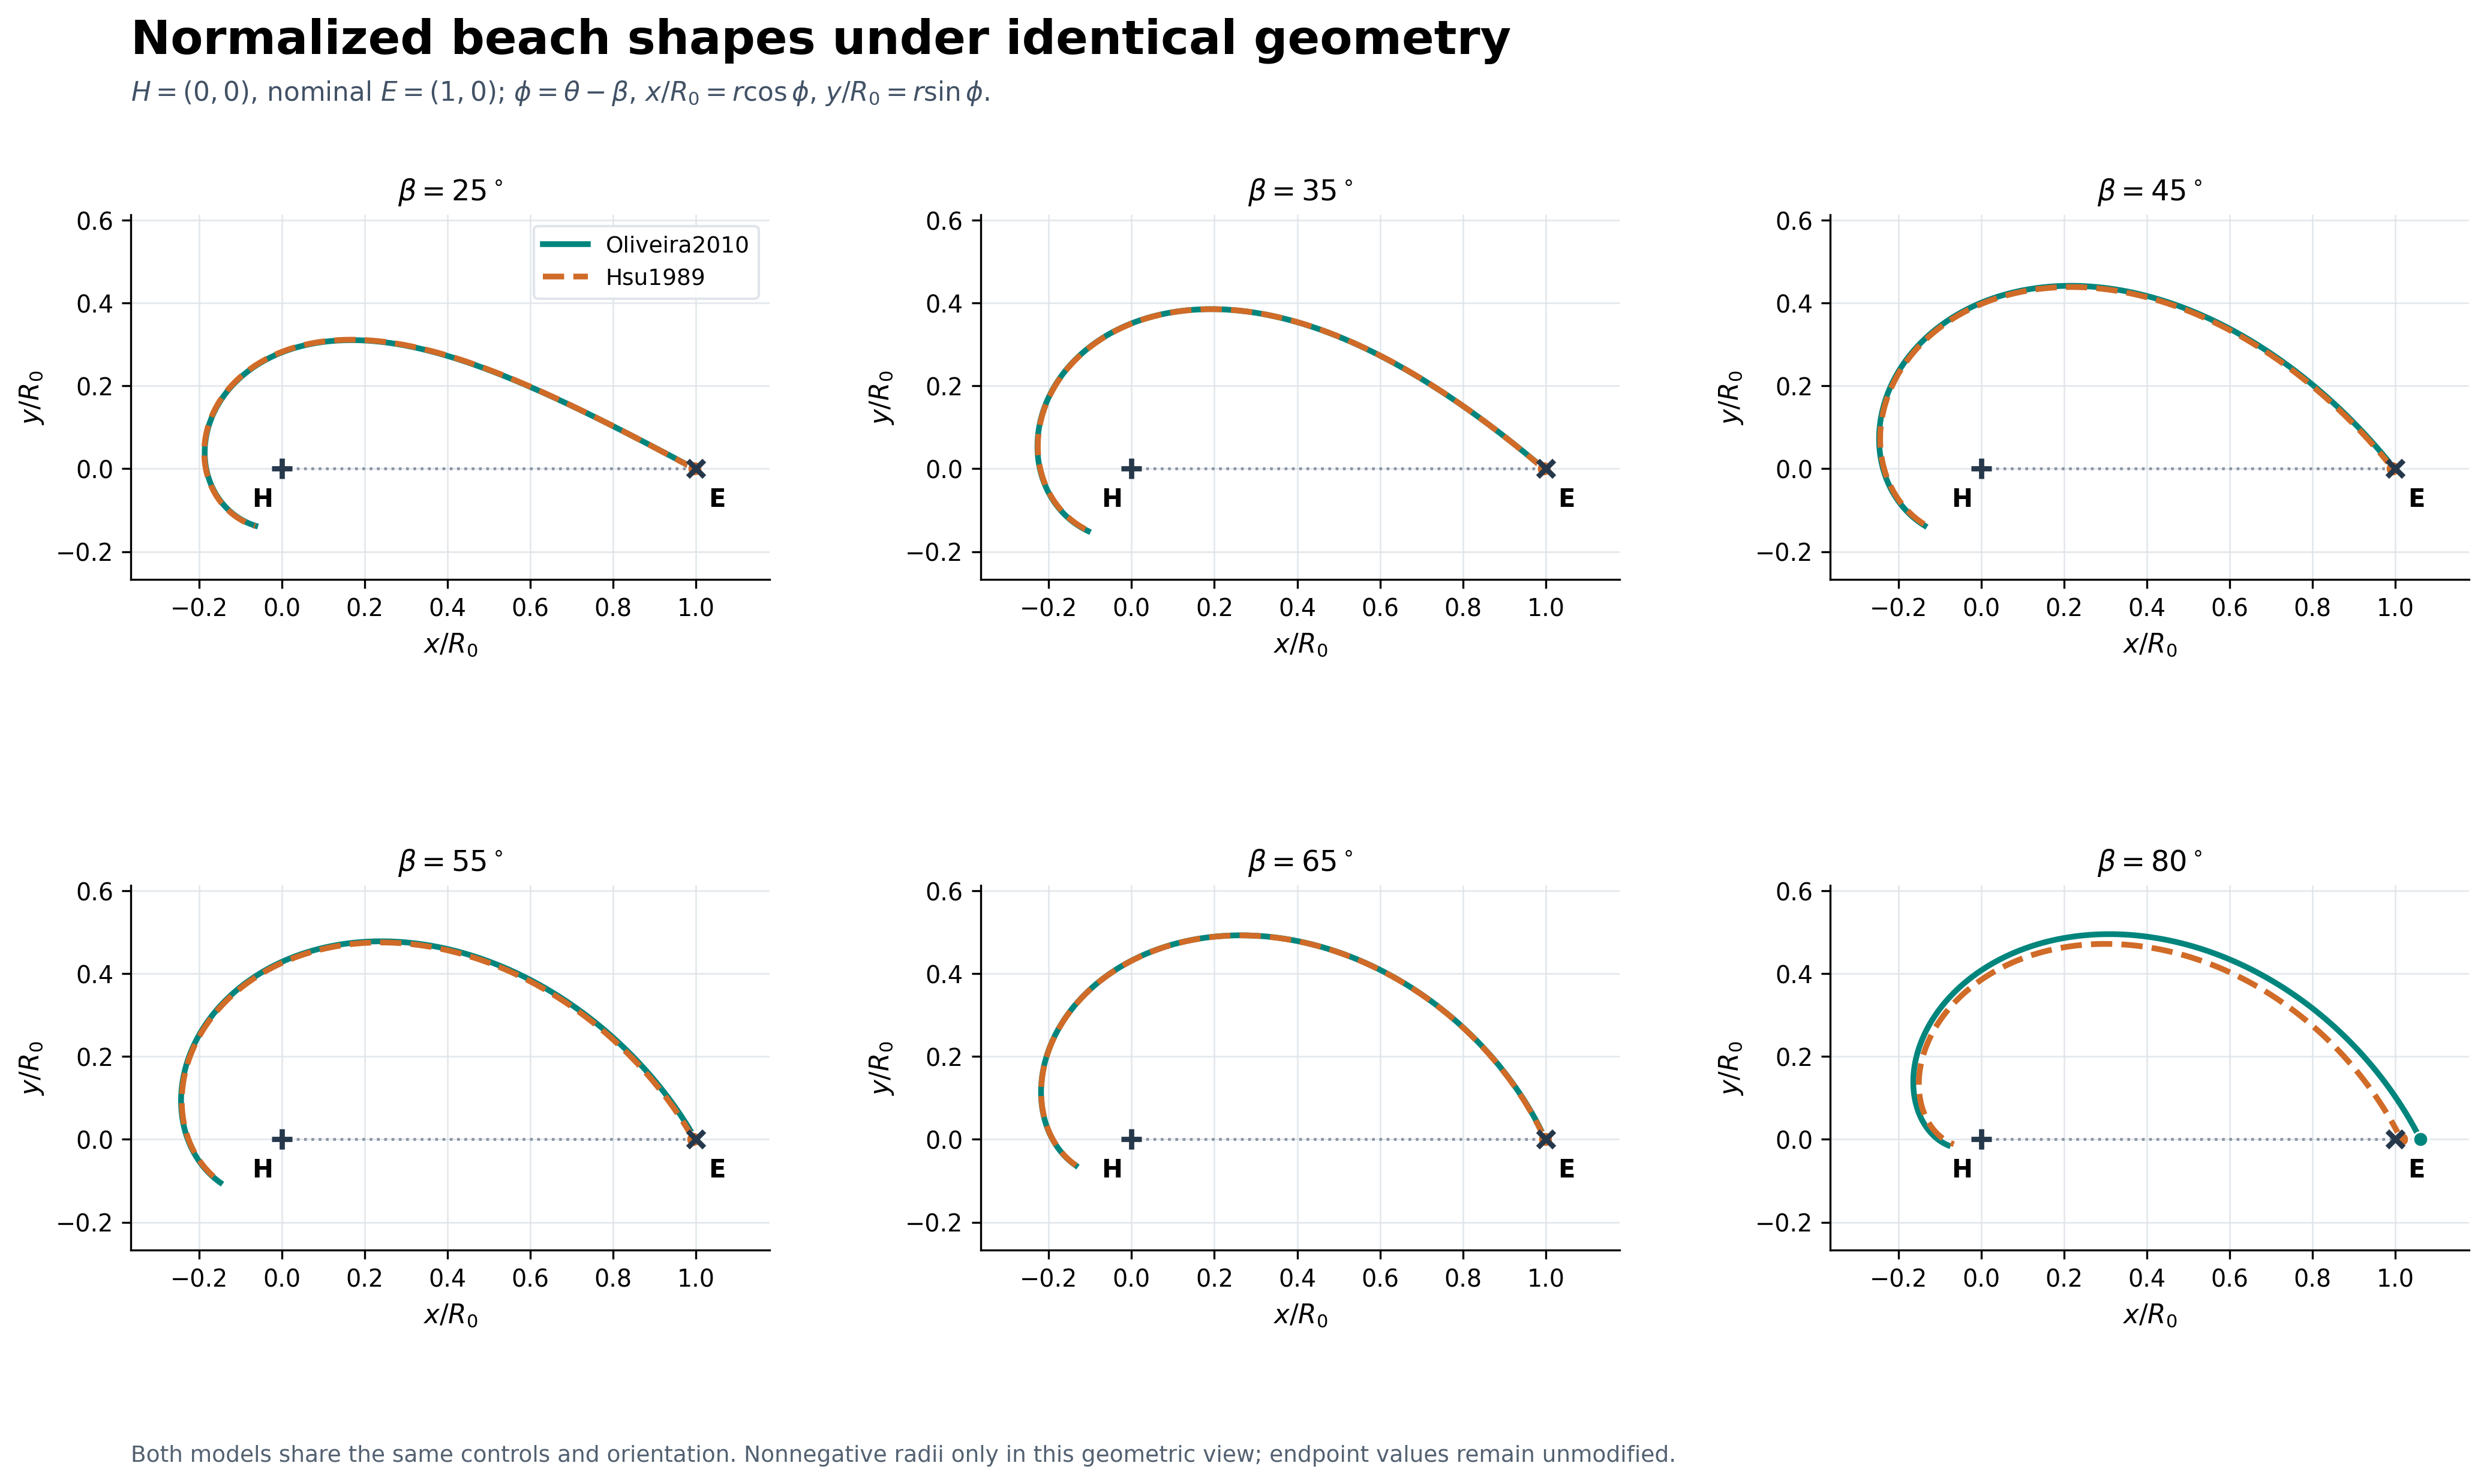 Normalized beach shapes under identical geometry
H = (0, 0), nominal E = (1, 0); ϕ = θ − β, x/R₀ = r cos ϕ, y/R₀ = r sin ϕ.
β = 25°
0.6
0.4
0.2
0.0
−0.2
y/R₀
Oliveira2010
Hsu1989
H
E
−0.2 0.0 0.2 0.4 0.6 0.8 1.0
x/R₀
β = 35°
0.6
0.4
0.2
0.0
−0.2
y/R₀
H
E
−0.2 0.0 0.2 0.4 0.6 0.8 1.0
x/R₀
β = 45°
0.6
0.4
0.2
0.0
−0.2
y/R₀
H
E
−0.2 0.0 0.2 0.4 0.6 0.8 1.0
x/R₀
β = 55°
0.6
0.4
0.2
0.0
−0.2
y/R₀
H
E
−0.2 0.0 0.2 0.4 0.6 0.8 1.0
x/R₀
β = 65°
0.6
0.4
0.2
0.0
−0.2
y/R₀
H
E
−0.2 0.0 0.2 0.4 0.6 0.8 1.0
x/R₀
β = 80°
0.6
0.4
0.2
0.0
−0.2
y/R₀
H
E
−0.2 0.0 0.2 0.4 0.6 0.8 1.0
x/R₀
Both models share the same controls and orientation. Nonnegative radii only in this geometric view; endpoint values remain unmodified.